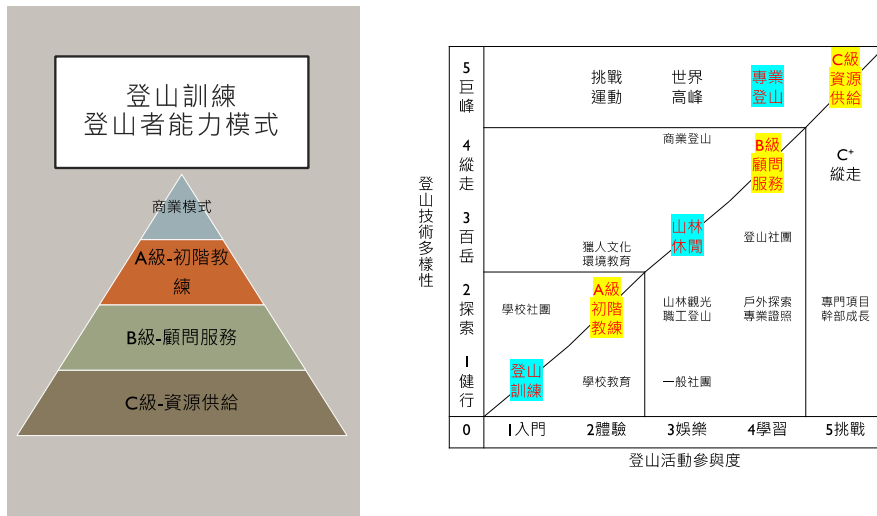 登山訓練
登山者能力模式
商業模式
A級-初階教
練
B級-顧問服務
C級-資源供給
登山技術多樣性
5
巨
峰
4
縱
走
3
百
岳
2
探
索
1
健
行
0
挑戰
運動
世界
高峰
專業
登山
C級
資源
供給
商業登山
B級
顧問
服務
C+
縱走
獵人文化
環境教育
山林
休閒
登山社團
學校社團
A級
初階
教練
山林觀光
職工登山
戶外探索
專業證照
專門項目
幹部成長
登山
訓練
學校教育
一般社團
1入門
2體驗
3娛樂
4學習
5挑戰
登山活動參與度